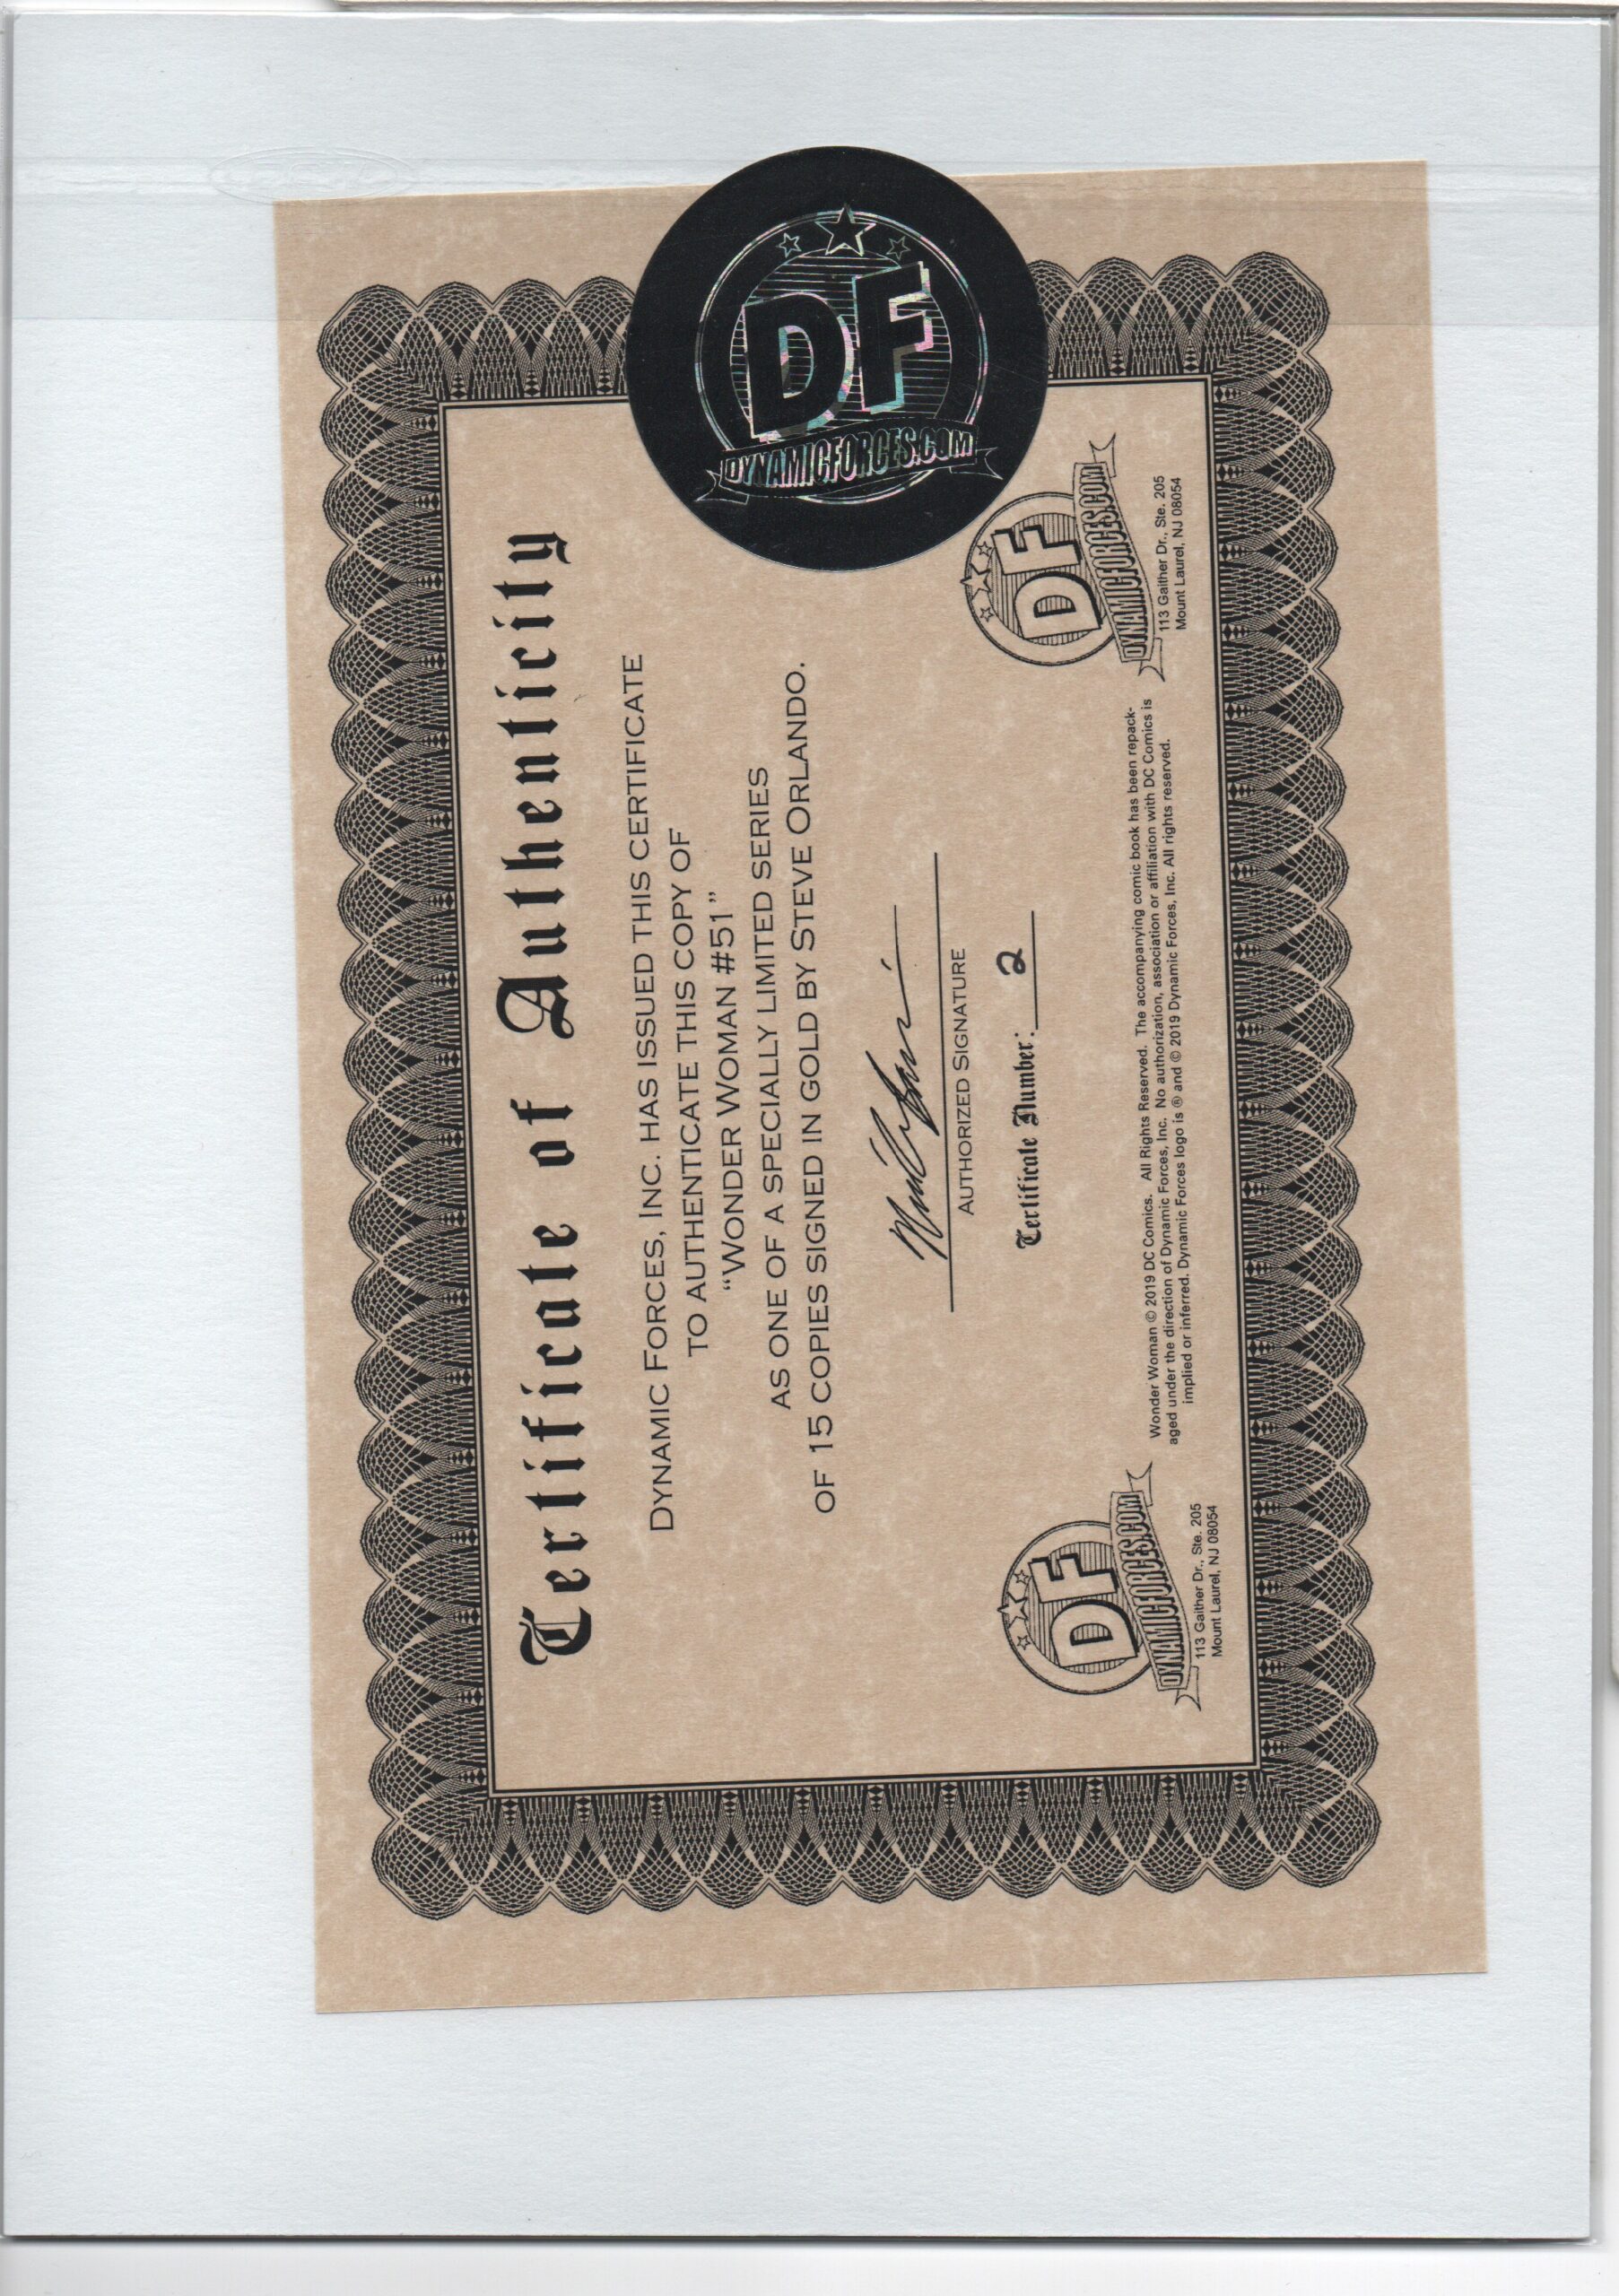 DF
DYNAMICFORCES.COM
Certificate of Authenticity
DYNAMIC FORCES, INC. HAS ISSUED THIS CERTIFICATE
TO AUTHENTICATE THIS COPY OF
“WONDER WOMAN #51”
AS ONE OF A SPECIALLY LIMITED SERIES
OF 15 COPIES SIGNED IN GOLD BY STEVE ORLANDO.
AUTHORIZED SIGNATURE
Certificate Number: 2
DF
DYNAMICFORCES.COM
113 Gaither Dr., Ste. 205
Mount Laurel, NJ 08054
Wonder Woman © 2019 DC Comics. All Rights Reserved. The accompanying comic book has been repack-
aged under the direction of Dynamic Forces, Inc. No authorization, association or affiliation with DC Comics is
implied or inferred. Dynamic Forces logo is ® and © 2019 Dynamic Forces, Inc. All rights reserved.
DF
DYNAMICFORCES.COM
113 Gaither Dr., Ste. 205
Mount Laurel, NJ 08054